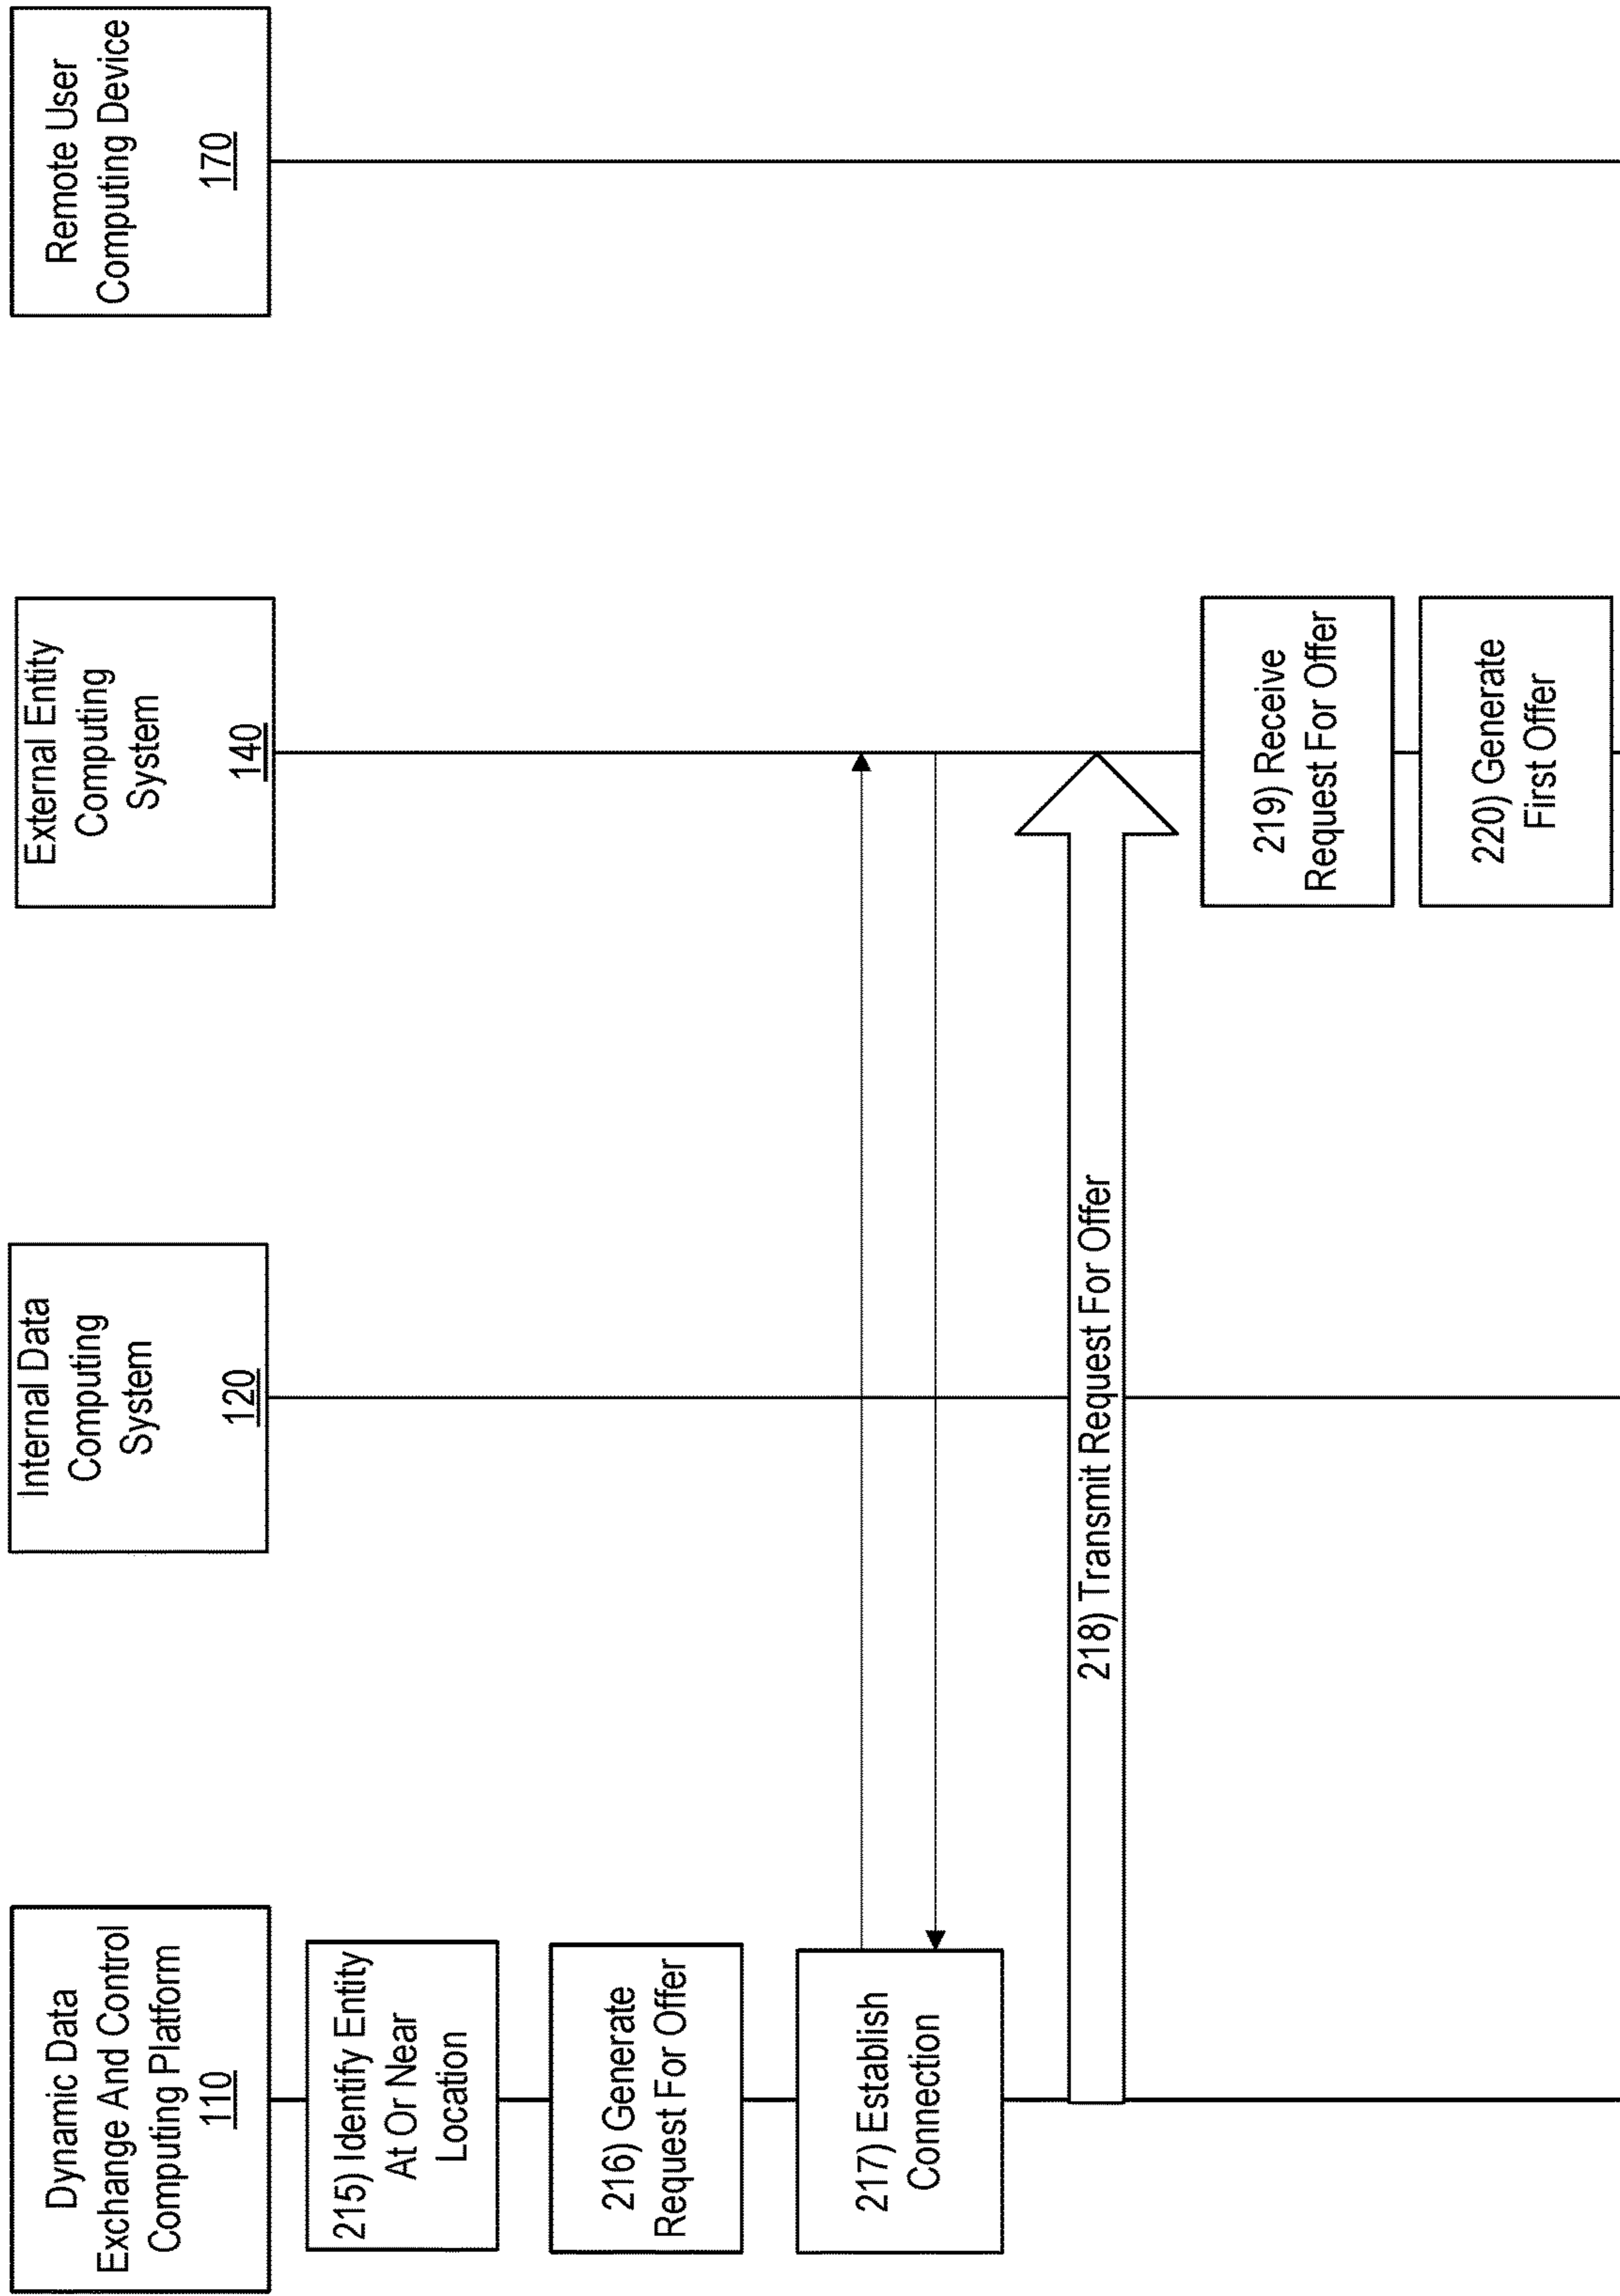 Dynamic Data
Exchange And Control
Computing Platform
110
Internal Data
Computing
System
120
External Entity
Computing
System
140
Remote User
Computing Device
170
215) Identify Entity
At Or Near
Location
216) Generate
Request For Offer
217) Establish
Connection
218) Transmit Request For Offer
219) Receive
Request For Offer
220) Generate
First Offer